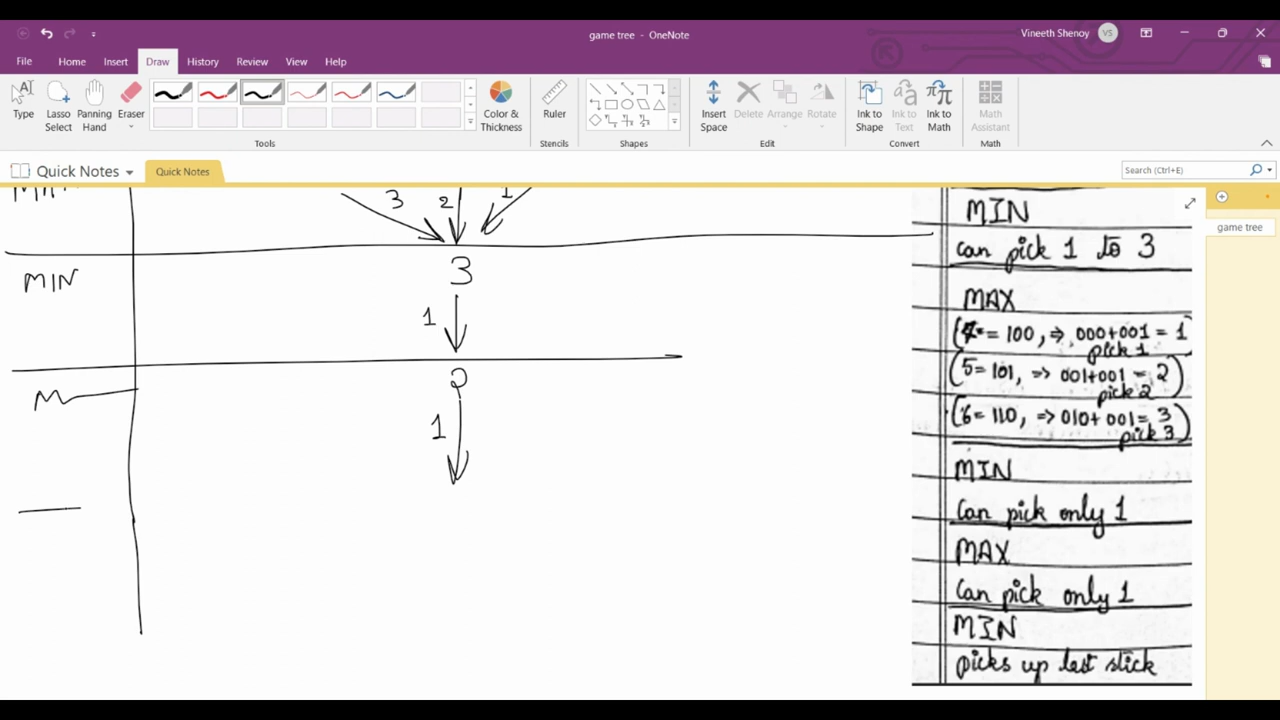 game tree - OneNote
Vineeth Shenoy VS
File Home Insert Draw History Review View Help
Type
Lasso Select
Panning Hand
Eraser
Color & Thickness
Ruler
Insert Space
Delete
Arrange
Rotate
Ink to Shape
Ink to Text
Ink to Math
Math Assistant
Tools
Stencils
Shapes
Edit
Convert
Math
Quick Notes
Quick Notes
Search (Ctrl+E)
game tree
3 2 1
MIN
3
1
2
1
MIN
can pick 1 to 3
MAX
= 100, => 000+001 = 1
pick 1
(5= 101, => 001+001 = 2)
pick 2
(6= 110, => 010+001= 3)
pick 3
MIN
can pick only 1
MAX
can pick only 1
MIN
picks up last stick